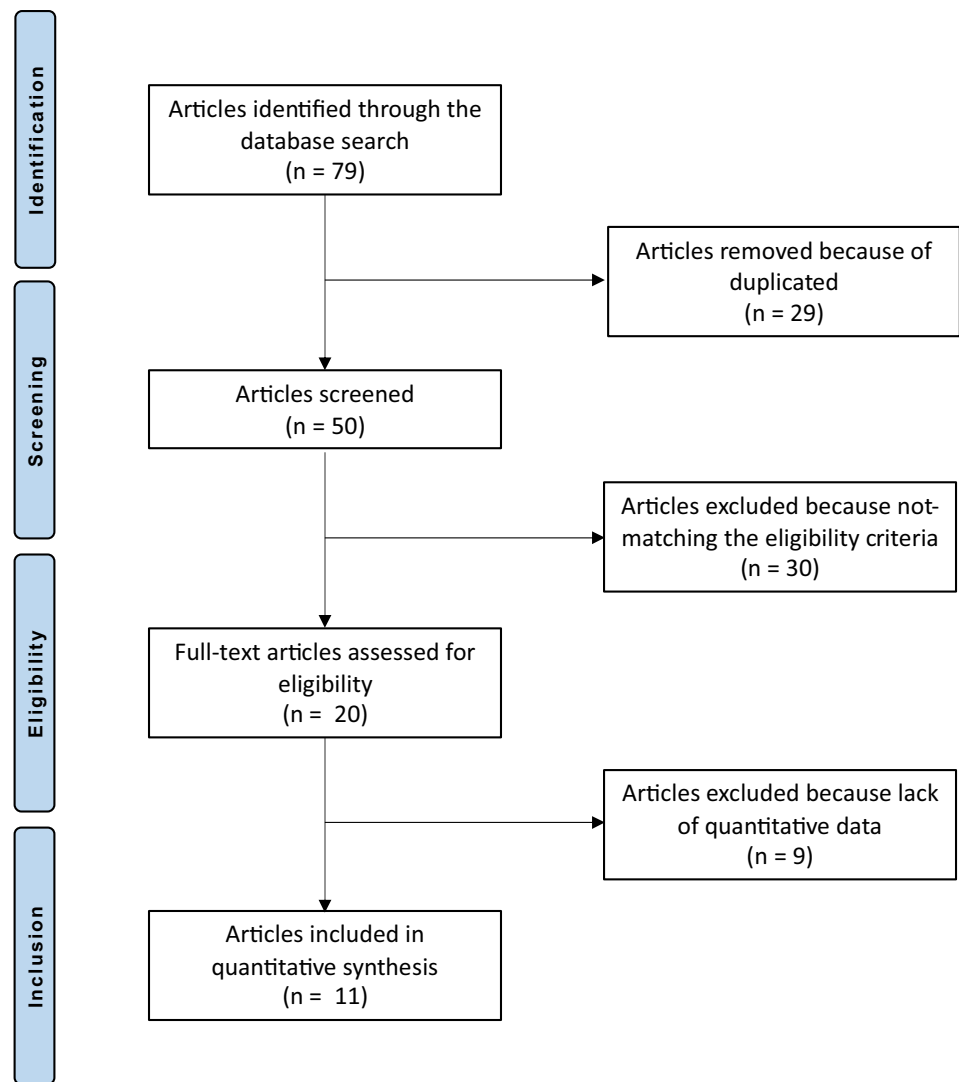 Identification
Articles identified through the
database search
(n = 79)
Articles removed because of
duplicated
(n = 29)
Screening
Articles screened
(n = 50)
Articles excluded because not-
matching the eligibility criteria
(n = 30)
Eligibility
Full-text articles assessed for
eligibility
(n = 20)
Articles excluded because lack
of quantitative data
(n = 9)
Inclusion
Articles included in
quantitative synthesis
(n = 11)